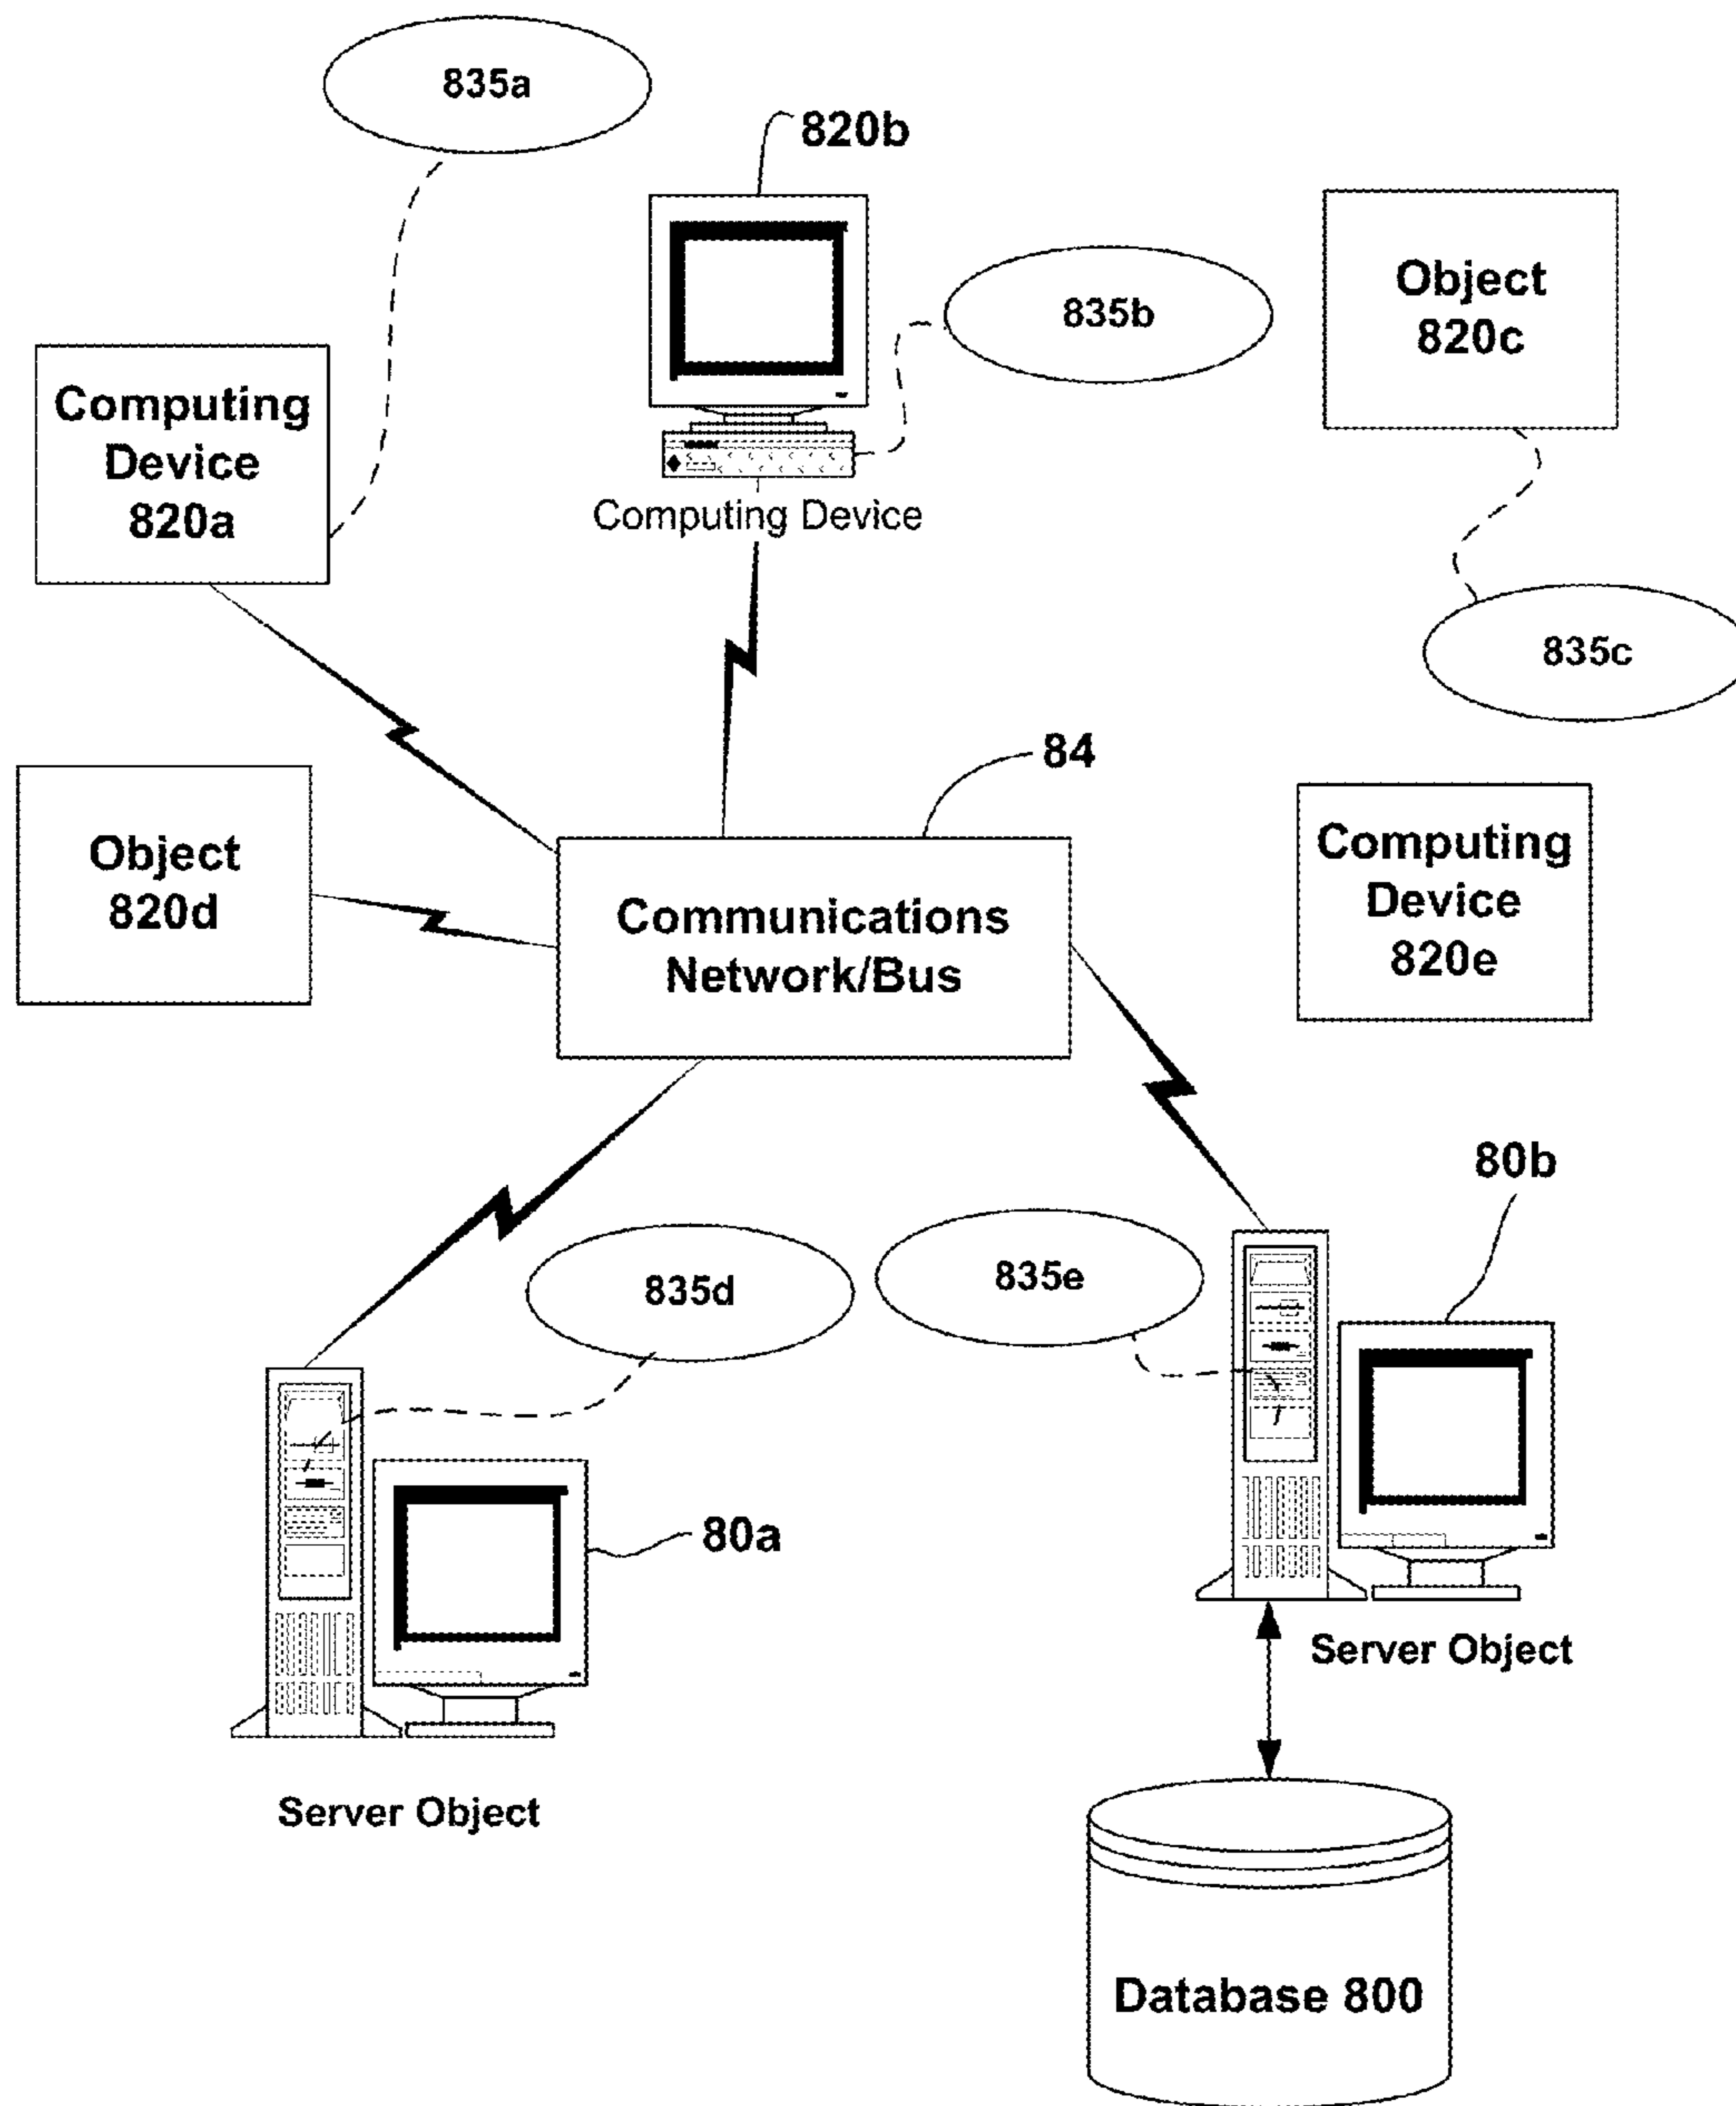 835a
820b
835b
Object
820c
Computing
Device
820a
Computing Device
835c
84
Object
820d
Communications
Network/Bus
Computing
Device
820e
80b
835d
835e
80a
Server Object
Server Object
Database 800